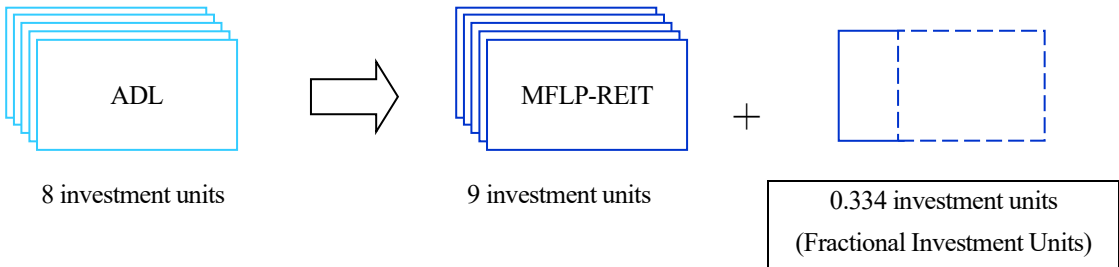 ADL
MFLP-REIT
+
8 investment units
9 investment units
0.334 investment units
(Fractional Investment Units)